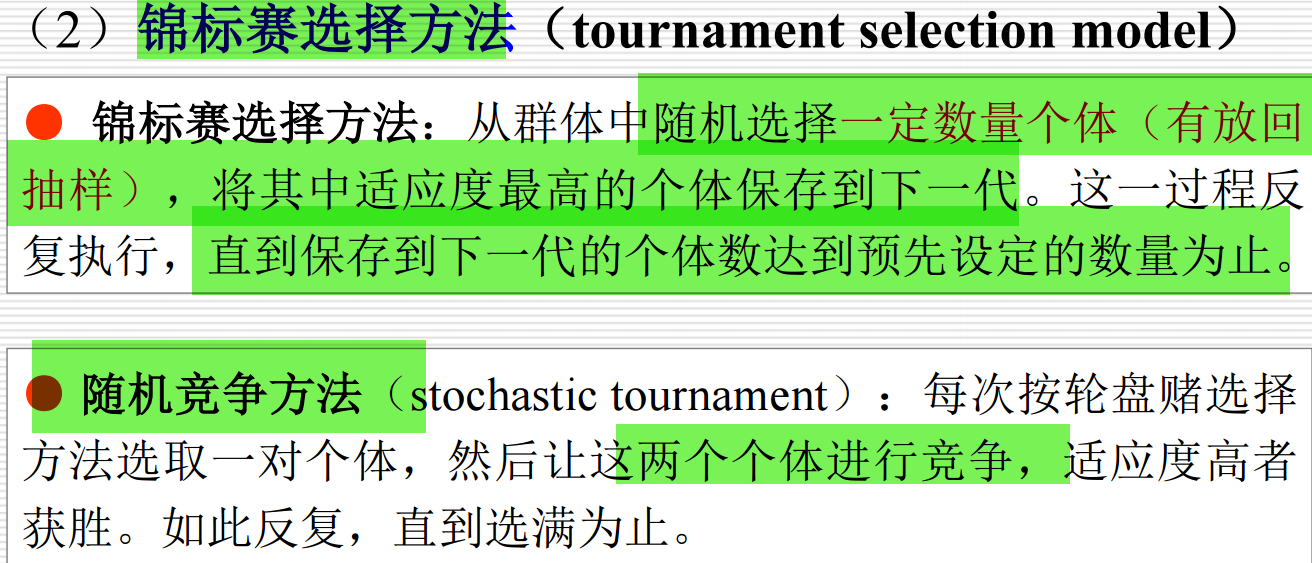 （2）锦标赛选择方法（tournament selection model）
● 锦标赛选择方法：从群体中随机选择一定数量个体（有放回
抽样），将其中适应度最高的个体保存到下一代。这一过程反
复执行，直到保存到下一代的个体数达到预先设定的数量为止。
● 随机竞争方法（stochastic tournament）：每次按轮盘赌选择
方法选取一对个体，然后让这两个个体进行竞争，适应度高者
获胜。如此反复，直到选满为止。